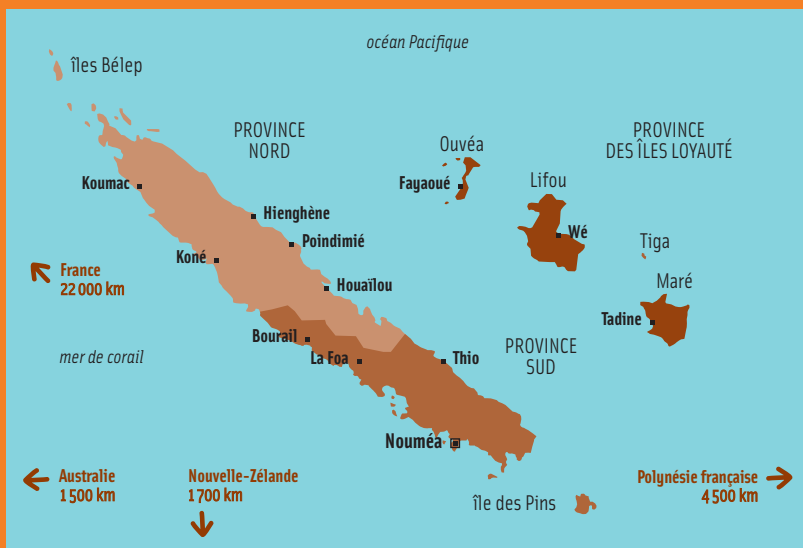 océan Pacifique
îles Bélep
PROVINCE
NORD
PROVINCE
DES ÎLES LOYAUTÉ
Ouvéa
Lifou
Koumac
Fayaoué
Hienghène
Wé
Poindimié
Tiga
Koné
France
22 000 km
Maré
Houaïlou
Tadine
Bouraïl
PROVINCE
SUD
mer de corail
La Foa
Thio
Nouméa
Australie
1 500 km
Nouvelle-Zélande
1 700 km
Polynésie française
4 500 km
île des Pins